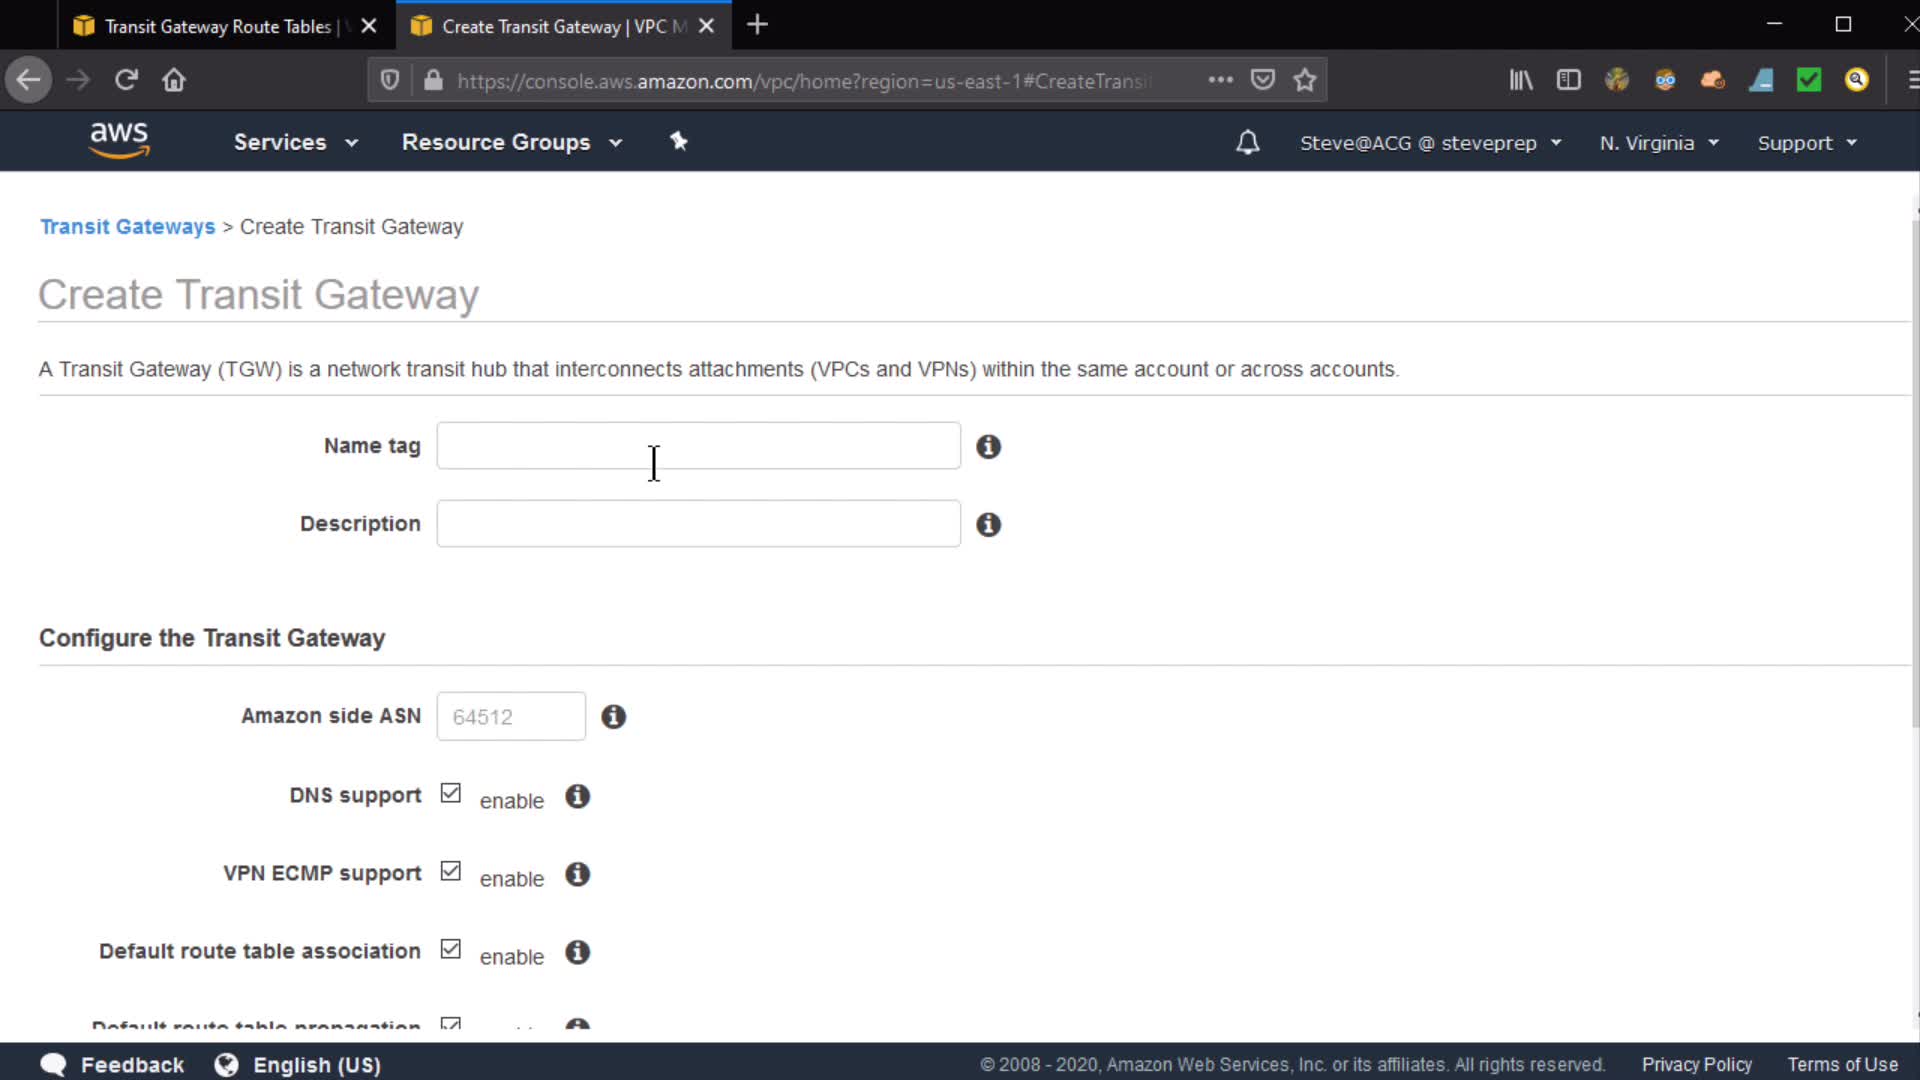 Transit Gateway Route Tables |
Create Transit Gateway | VPC M
https://console.aws.amazon.com/vpc/home?region=us-east-1#CreateTransi
aws
Services
Resource Groups
Steve@ACG @ steveprep
N. Virginia
Support
Transit Gateways > Create Transit Gateway
Create Transit Gateway
A Transit Gateway (TGW) is a network transit hub that interconnects attachments (VPCs and VPNs) within the same account or across accounts.
Name tag
Description
Configure the Transit Gateway
Amazon side ASN 64512
DNS support enable
VPN ECMP support enable
Default route table association enable
Default route table propagation
Feedback English (US) © 2008 - 2020, Amazon Web Services, Inc. or its affiliates. All rights reserved. Privacy Policy Terms of Use